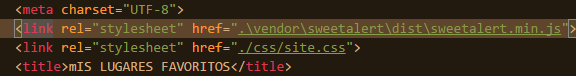 <meta charset="UTF-8">
<link rel="stylesheet" href=".\vendor\sweetalert\dist\sweetalert.min.js">
<link rel="stylesheet" href="./css/site.css">
<title>mIS LUGARES FAVORITOS</title>